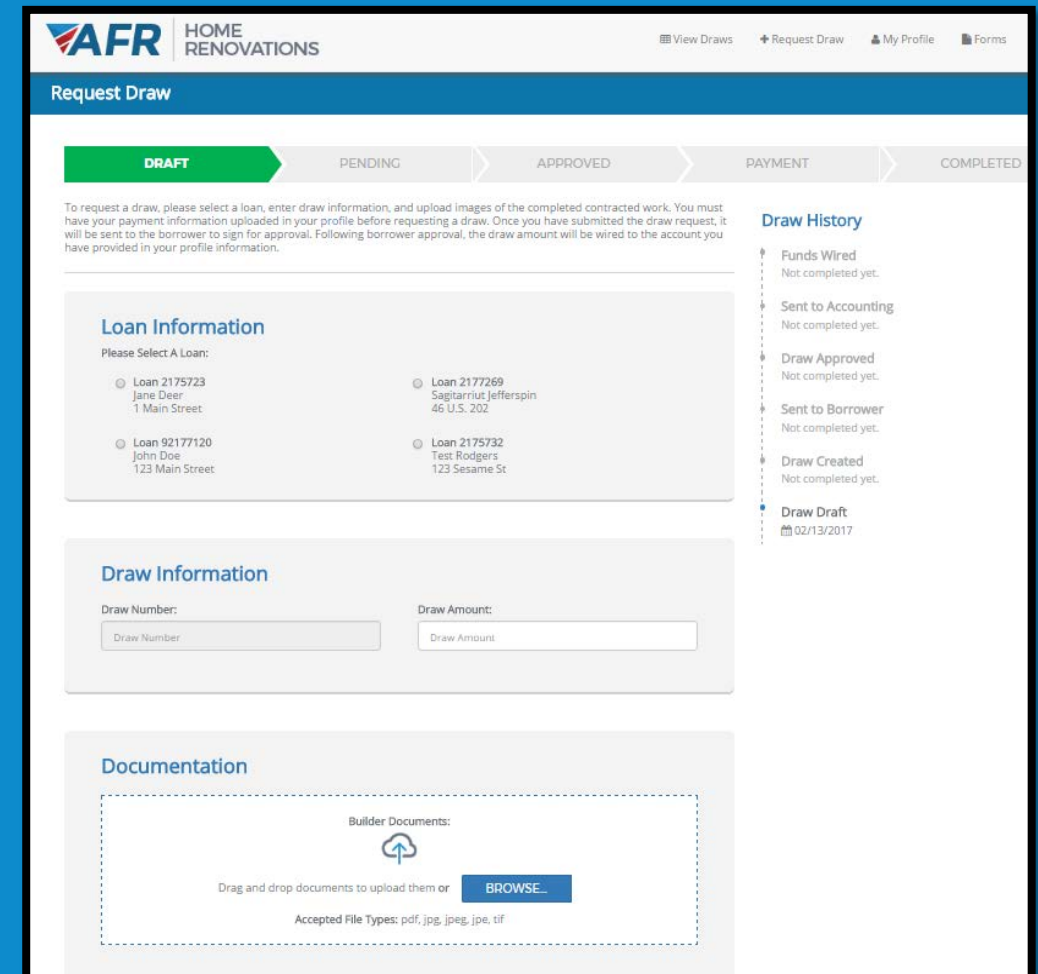 AFR HOME
RENOVATIONS
View Draws Request Draw My Profile Forms
Request Draw
DRAFT PENDING APPROVED PAYMENT COMPLETED
To request a draw, please select a loan, enter draw information, and upload images of the completed contracted work. You must
have your payment information uploaded in your profile before requesting a draw. Once you have submitted the draw request, it
will be sent to the borrower to sign for approval. Following borrower approval, the draw amount will be wired to the account you
have provided in your profile information.
Loan Information
Please Select A Loan:
Loan 2175723
Jane Deer
1 Main Street
Loan 2177269
Sagitarriut Jefferspin
46 U.S. 202
Loan 92177120
John Doe
123 Main Street
Loan 2175732
Test Rodgers
123 Sesame St
Draw Information
Draw Number: Draw Amount:
Draw Number Draw Amount
Documentation
Builder Documents:
Drag and drop documents to upload them or BROWSE...
Accepted File Types: pdf, jpg, jpeg, jpe, tif
Draw History
Funds Wired
Not completed yet.
Sent to Accounting
Not completed yet.
Draw Approved
Not completed yet.
Sent to Borrower
Not completed yet.
Draw Created
Not completed yet.
Draw Draft
02/13/2017